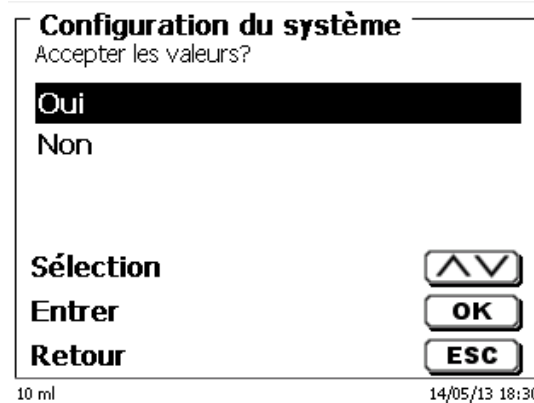 Configuration du système
Accepter les valeurs?
Oui
Non
Sélection
Entrer OK
Retour ESC
10 ml 14/05/13 18:30